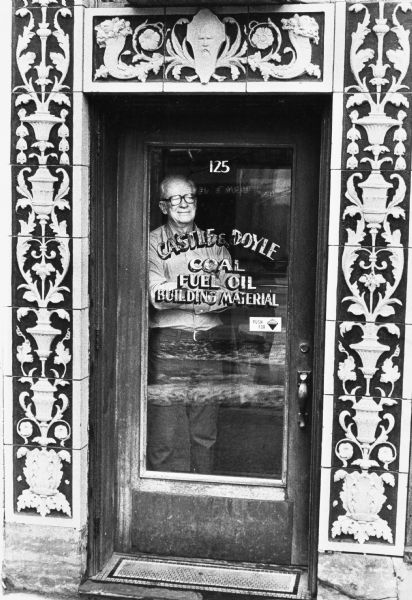 125
CASTLE & DOYLE
COAL
FUEL OIL
BUILDING MATERIAL
PUSH